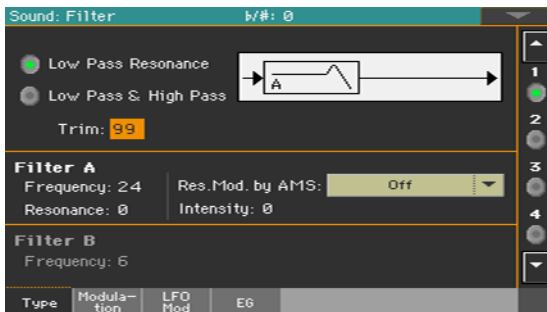 Sound: Filter
♭/#: 0
Low Pass Resonance
Low Pass & High Pass
A
Trim: 99
Filter A
Frequency: 24
Res.Mod. by AMS: Off
Resonance: 0
Intensity: 0
Filter B
Frequency: 6
1
2
3
4
Type
Modula-
tion
LFO
Mod
EG